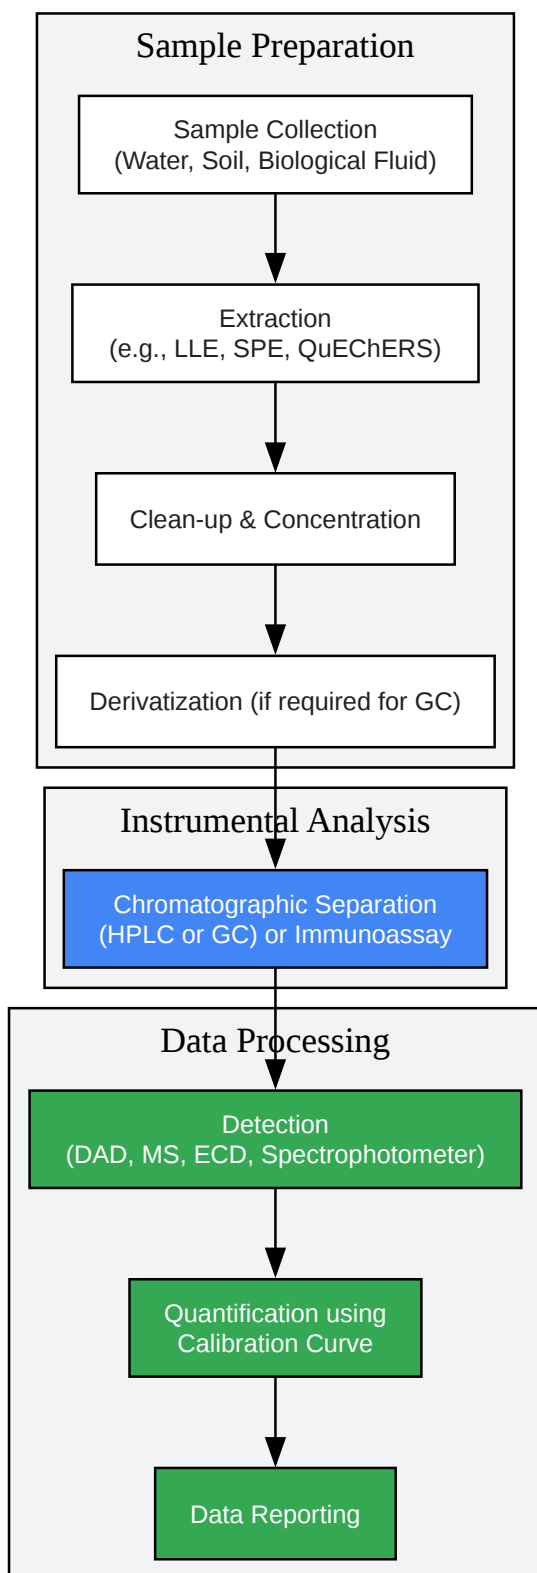 Sample Preparation
Sample Collection
(Water, Soil, Biological Fluid)
Extraction
(e.g., LLE, SPE, QuEChERS)
Clean-up & Concentration
Derivatization (if required for GC)
Instrumental Analysis
Chromatographic Separation
(HPLC or GC) or Immunoassay
Data Processing
Detection
(DAD, MS, ECD, Spectrophotometer)
Quantification using
Calibration Curve
Data Reporting